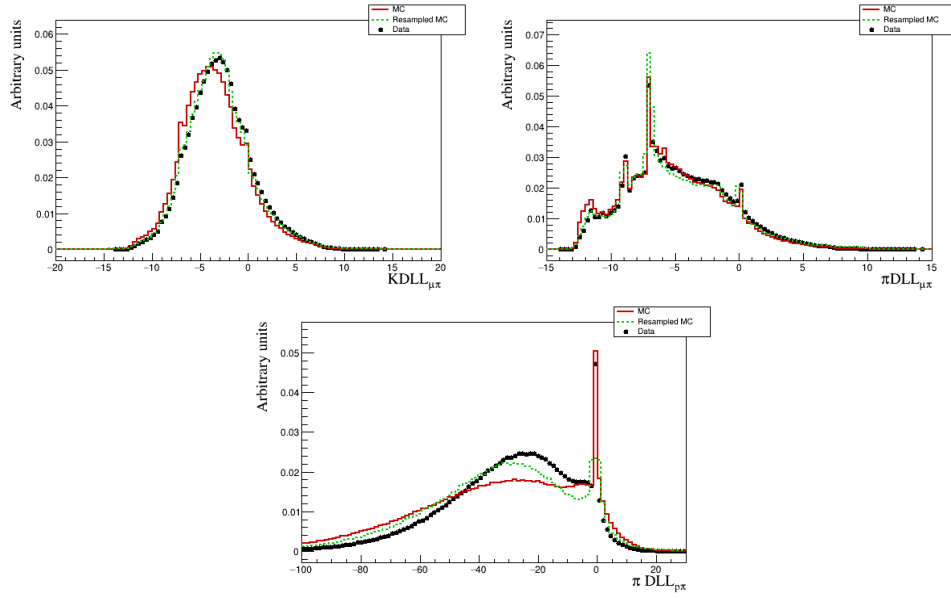 MC
Resampled MC
Data
Arbitrary units
0.06
0.05
0.04
0.03
0.02
0.01
0
−20 −15 −10 −5 0 5 10 15 20
KDLL_μπ
MC
Resampled MC
Data
Arbitrary units
0.07
0.06
0.05
0.04
0.03
0.02
0.01
0
−15 −10 −5 0 5 10 15
πDLL_μπ
MC
Resampled MC
Data
Arbitrary units
0.05
0.04
0.03
0.02
0.01
0
−100 −80 −60 −40 −20 0 20
π DLL_pπ